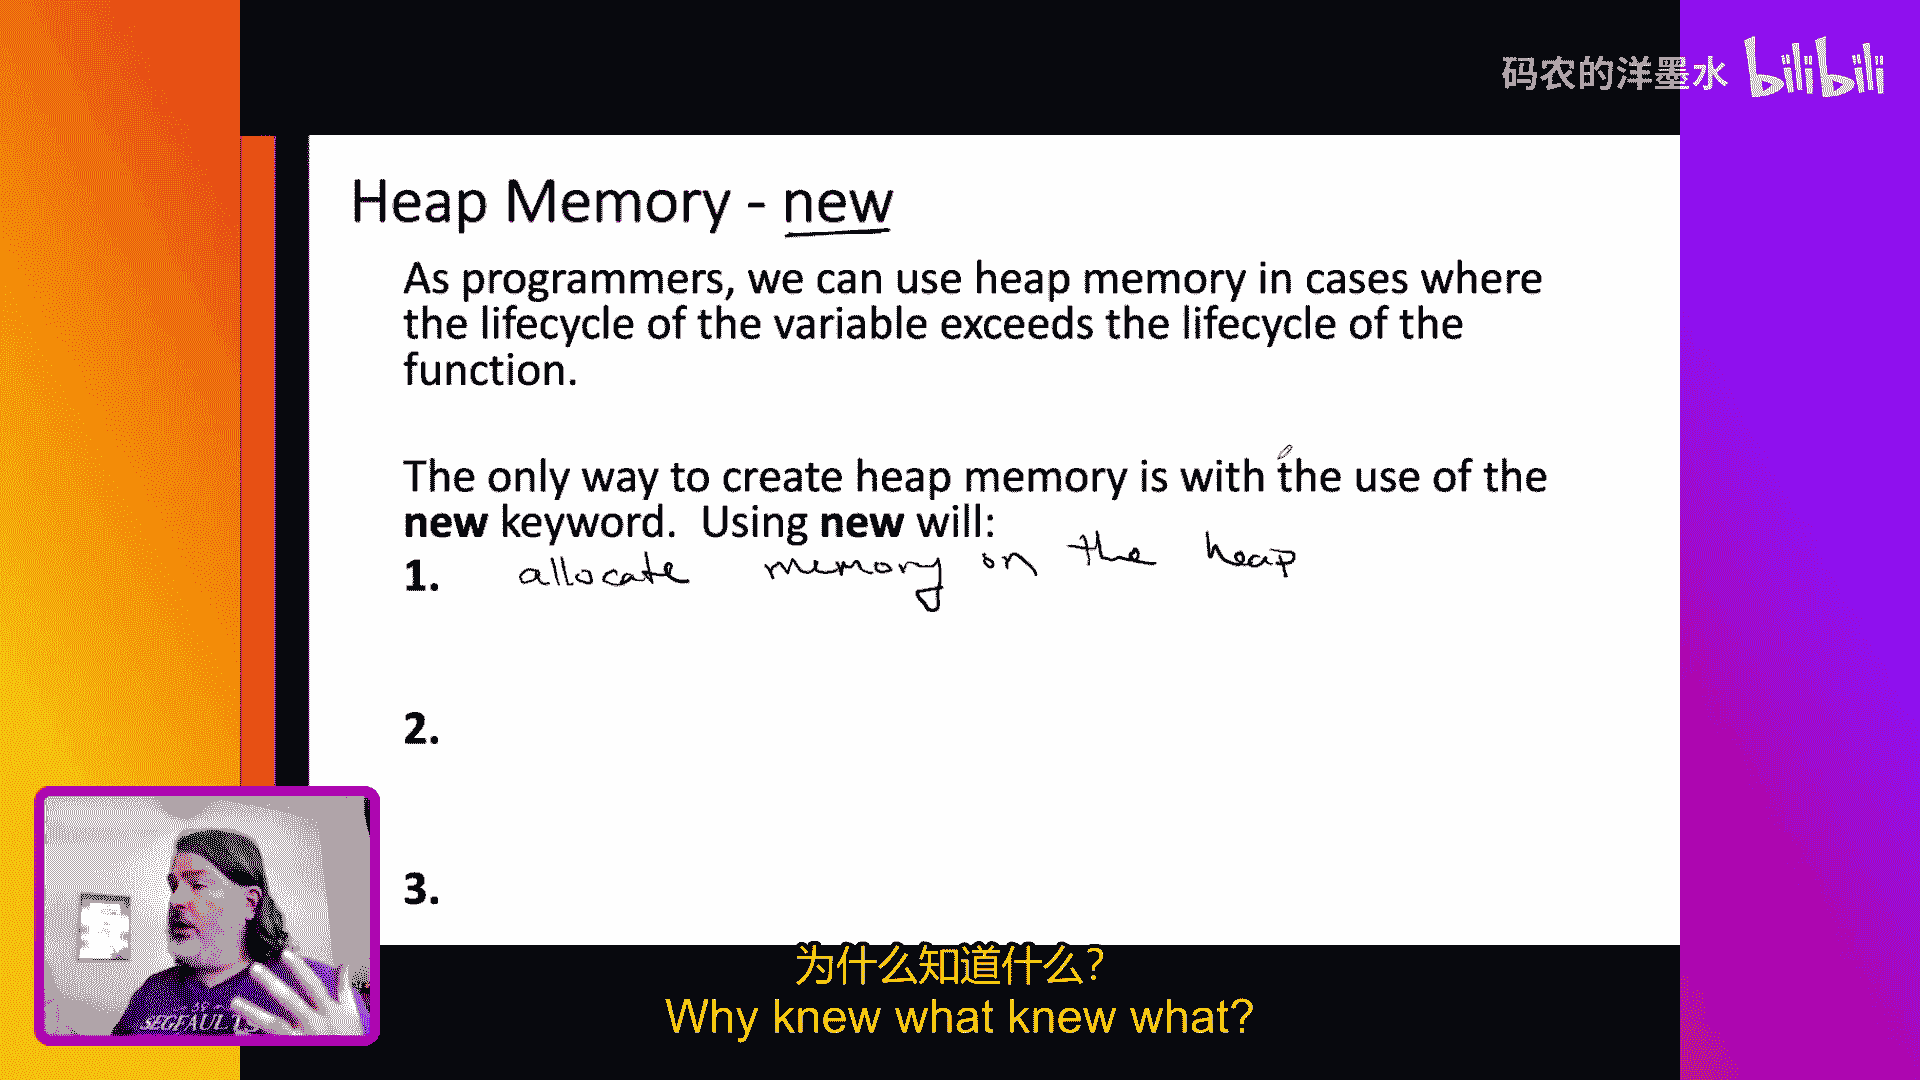 码农的洋墨水 bilibili
Heap Memory - new
As programmers, we can use heap memory in cases where
the lifecycle of the variable exceeds the lifecycle of the
function.
The only way to create heap memory is with the use of the
new keyword. Using new will:
1. allocate memory on the heap
2.
3.
SEGFAULT
为什么知道什么?
Why knew what knew what?